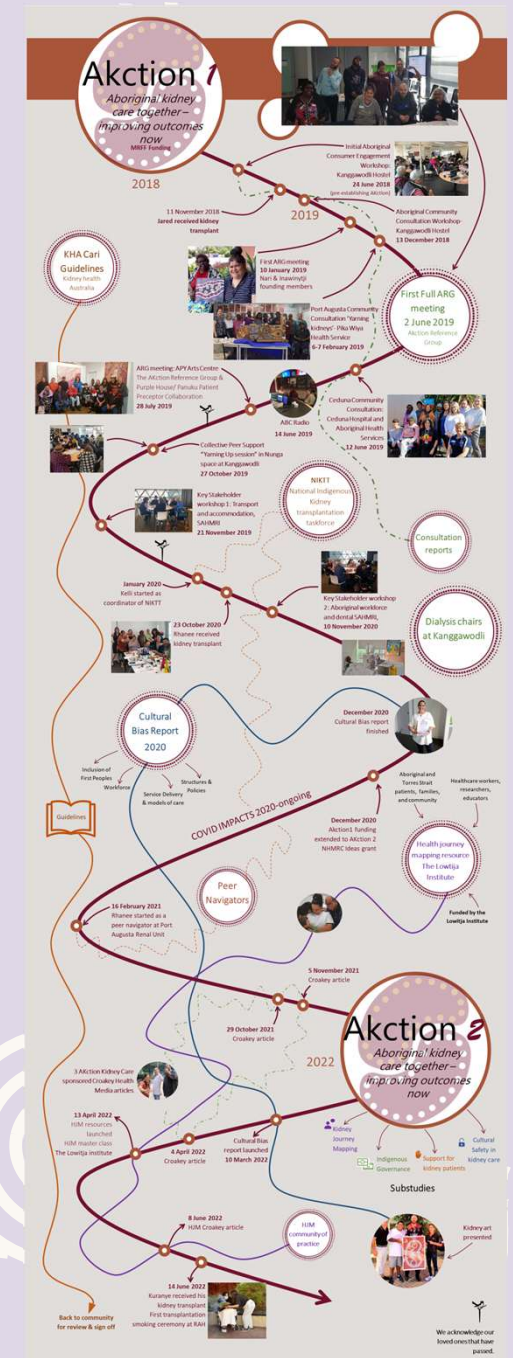 Akction 1
Aboriginal kidney
care together –
improving outcomes
now
MRFF Funding
2018
Initial Aboriginal
Consumer Engagement
Workshop:
Kanggawodli Hostel
24 June 2018
(pre-establishing AKction)
11 November 2018
Jared received kidney
transplant
2019
Aboriginal Community
Consultation Workshop-
Kanggawodli Hostel
13 December 2018
KHA Cari
Guidelines
Kidney health
Australia
First ARG meeting
10 January 2019
Nari & Inawinytji
founding members
Port Augusta Community
Consultation 'Yarning
kidneys'- Pika Wiya
Health Service
6-7 February 2019
First Full ARG
meeting
2 June 2019
Akction Reference
Group
ARG meeting: APY Arts Centre
The AKction Reference Group &
Purple House/ Panuku Patient
Preceptor Collaboration
28 July 2019
ABC Radio
14 June 2019
Ceduna Community
Consultation:
Ceduna Hospital and
Aboriginal Health
Services
12 June 2019
Collective Peer Support
"Yarning Up session" in Nunga
space at Kanggawodli
27 October 2019
NIKTT
National Indigenous
Kidney
transplantation
taskforce
Key Stakeholder
workshop 1: Transport
and accommodation,
SAHMRI
21 November 2019
Consultation
reports
January 2020
Kelli started as
coordinator of NIKTT
Key Stakeholder workshop
2: Aboriginal workforce
and dental SAHMRI,
10 November 2020
23 October 2020
Rhanee received
kidney transplant
Dialysis chairs
at Kanggawodli
Cultural
Bias Report
2020
December 2020
Cultural Bias report
finished
Inclusion of
First Peoples
Workforce
Service Delivery
& models of care
Structures &
Policies
Aboriginal and
Torres Strait
patients, families,
and community
Healthcare workers,
researchers,
educators
Guidelines
COVID IMPACTS 2020-ongoing
December 2020
Akction1 funding
extended to AKction 2
NHMRC Ideas grant
Health journey
mapping resource
The Lowitja
Institute
Peer
Navigators
Funded by the
Lowitja Institute
16 February 2021
Rhanee started as a
peer navigator at Port
Augusta Renal Unit
5 November 2021
Croakey article
29 October 2021
Croakey article
Akction 2
Aboriginal kidney
care together –
improving outcomes
now
2022
3 AKction Kidney Care
sponsored Croakey Health
Media articles
13 April 2022
HJM resources
launched
HJM master class
The Lowitja institute
4 April 2022
Croakey article
Cultural Bias
report launched
10 March 2022
Kidney
Journey
Mapping
Indigenous
Governance
Support for
kidney patients
Cultural
Safety in
kidney care
Substudies
8 June 2022
HJM Croakey article
HJM
community of
practice
Kidney art
presented
14 June 2022
Kuranye received his
kidney transplant
First transplantation
smoking ceremony at RAH
Back to community
for review & sign off
We acknowledge our
loved ones that have
passed.